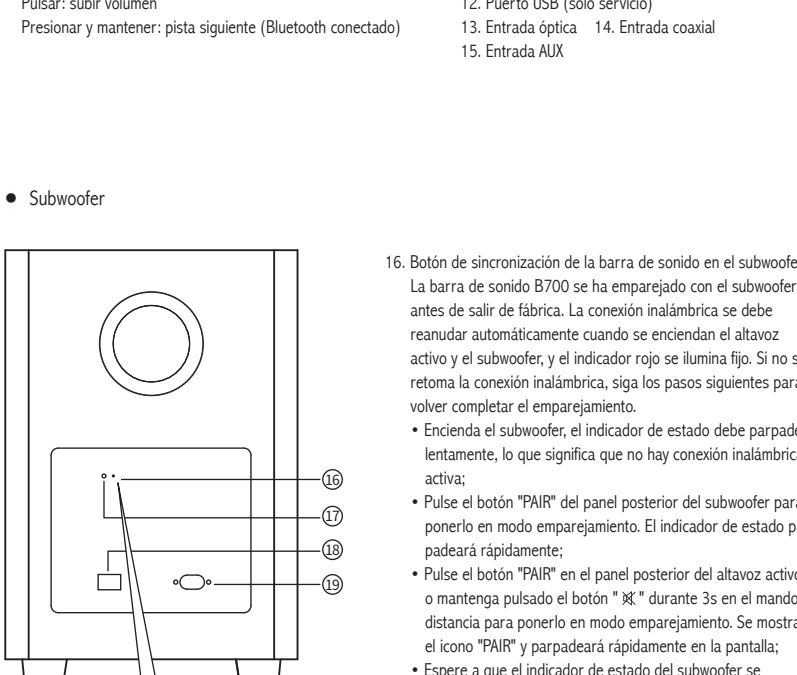 Pulsar: subir volumen
Presionar y mantener: pista siguiente (Bluetooth conectado)
12. Puerto USB (solo servicio)
13. Entrada óptica 14. Entrada coaxial
15. Entrada AUX
• Subwoofer
16. Botón de sincronización de la barra de sonido en el
La barra de sonido B700 se ha emparejado con el subwoofer
antes de salir de fábrica. La conexión inalámbrica se debe
reanudar automáticamente cuando se enciendan el altavoz
activo y el subwoofer, y el indicador rojo se ilumina fijo. Si no
retoma la conexión inalámbrica, siga los pasos siguientes
volver completar el emparejamiento.
• Encienda el subwoofer, el indicador de estado debe
lentamente, lo que significa que no hay conexión
activa;
• Pulse el botón "PAIR" del panel posterior del subwoofer
ponerlo en modo emparejamiento. El indicador de estado
padeará rápidamente;
• Pulse el botón "PAIR" en el panel posterior del altavoz
o mantenga pulsado el botón " " durante 3s en el mando
distancia para ponerlo en modo emparejamiento. Se
el icono "PAIR" y parpadeará rápidamente en la pantalla;
• Espere a que el indicador de estado del subwoofer se
16
17
18
19